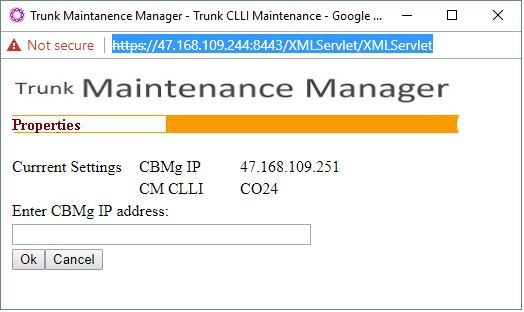 Trunk Maintanence Manager - Trunk CLLI Maintenance - Google ...
Not secure https://47.168.109.244:8443/XMLServlet/XMLServlet
Trunk Maintenance Manager
Properties
Currrent Settings CBMg IP 47.168.109.251
CM CLLI CO24
Enter CBMg IP address:
Ok Cancel